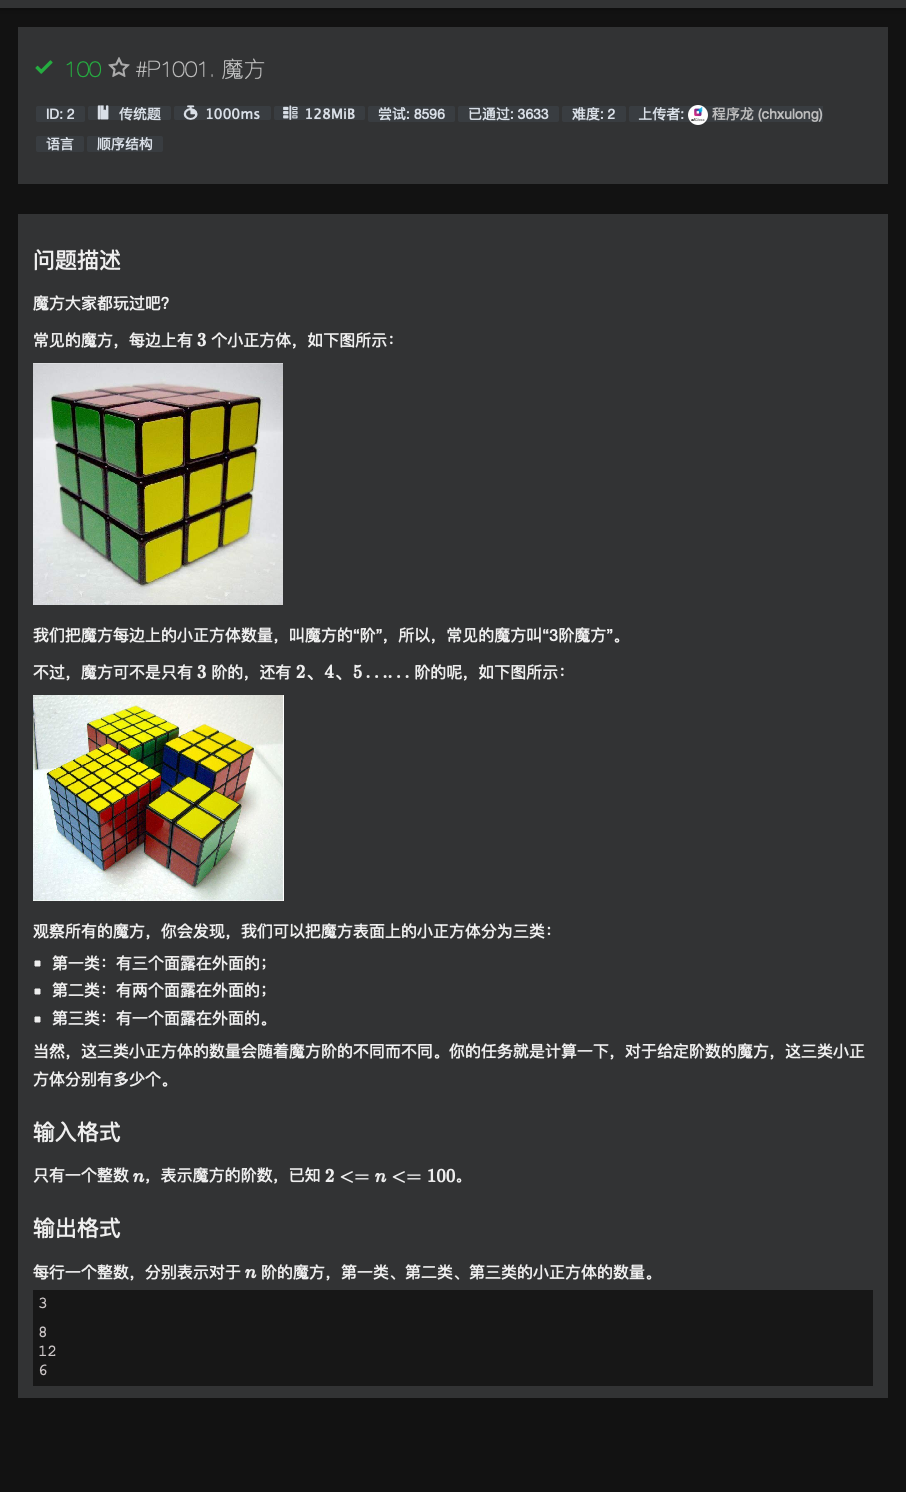 100 #P1001. 魔方
ID: 2 传统题 1000ms 128MiB 尝试: 8596 已通过: 3633 难度: 2 上传者: 程序龙 (chxulong)
语言 顺序结构
问题描述
魔方大家都玩过吧？
常见的魔方，每边上有 3 个小正方体，如下图所示：
我们把魔方每边上的小正方体数量，叫魔方的“阶”，所以，常见的魔方叫“3阶魔方”。
不过，魔方可不是只有 3 阶的，还有 2、4、5…… 阶的呢，如下图所示：
观察所有的魔方，你会发现，我们可以把魔方表面上的小正方体分为三类：
第一类：有三个面露在外面的；
第二类：有两个面露在外面的；
第三类：有一个面露在外面的。
当然，这三类小正方体的数量会随着魔方阶的不同而不同。你的任务就是计算一下，对于给定阶数的魔方，这三类小正
方体分别有多少个。
输入格式
只有一个整数 n，表示魔方的阶数，已知 2 <= n <= 100。
输出格式
每行一个整数，分别表示对于 n 阶的魔方，第一类、第二类、第三类的小正方体的数量。
3
8
12
6